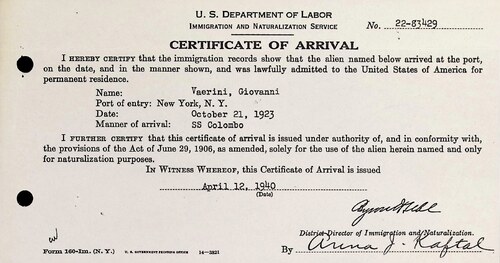 U. S. DEPARTMENT OF LABOR
IMMIGRATION AND NATURALIZATION SERVICE
No. 22-83429
CERTIFICATE OF ARRIVAL
I HEREBY CERTIFY that the immigration records show that the alien named below arrived at the port,
on the date, and in the manner shown, and was lawfully admitted to the United States of America for
permanent residence.
Name: Vaerini, Giovanni
Port of entry: New York, N. Y.
Date: October 21, 1923
Manner of arrival: SS Colombo
I FURTHER CERTIFY that this certificate of arrival is issued under authority of, and in conformity with,
the provisions of the Act of June 29, 1906, as amended, solely for the use of the alien herein named and only
for naturalization purposes.
IN WITNESS WHEREOF, this Certificate of Arrival is issued
April 12, 1940
(Date)
District Director of Immigration and Naturalization.
By Anna J. Kaftal
Form 160-Im. (N. Y.) U. S. GOVERNMENT PRINTING OFFICE 14-2821